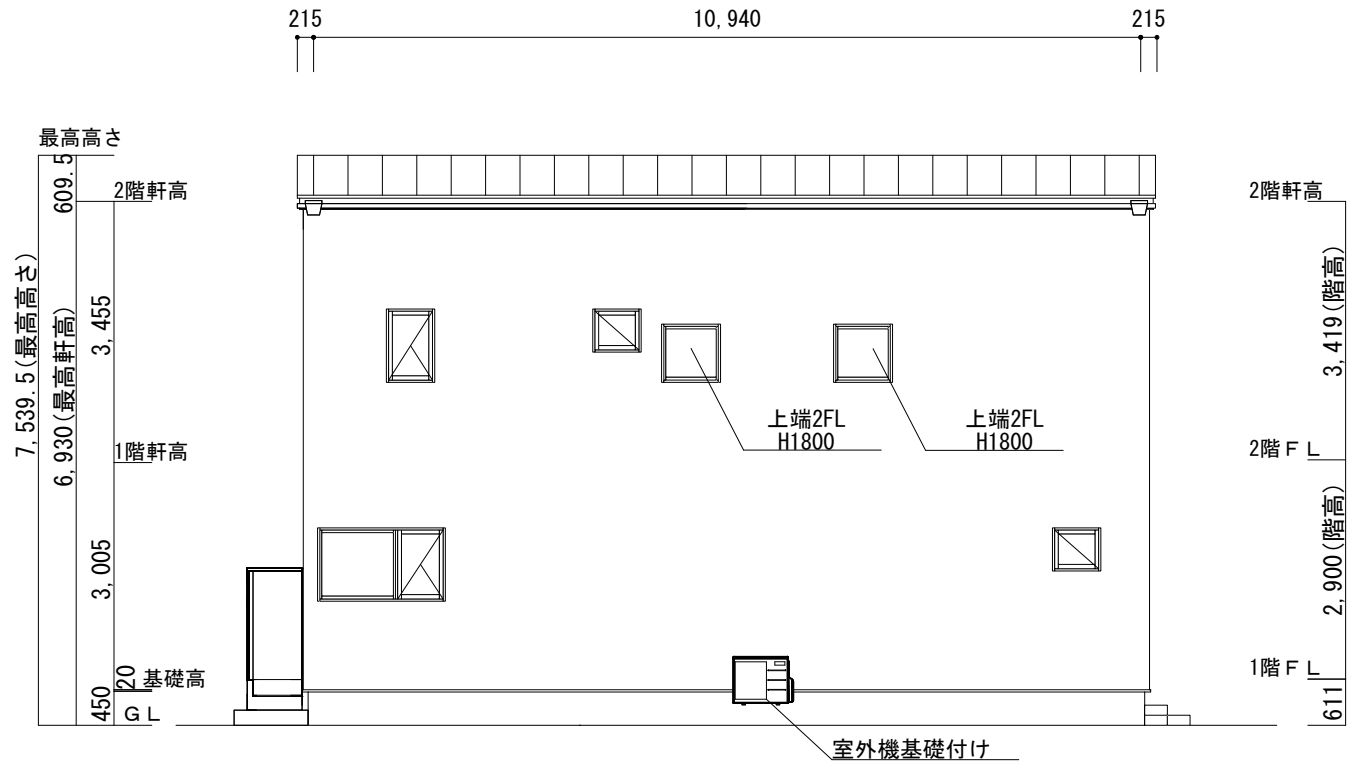 215
10,940
215
最高高さ
609.5
2階軒高
2階軒高
7,539.5(最高高さ)
6,930(最高軒高)
3,455
3,419(階高)
上端2FL
H1800
上端2FL
H1800
1階軒高
2階ＦＬ
3,005
2,900(階高)
20
基礎高
1階ＦＬ
450
ＧＬ
611
室外機基礎付け